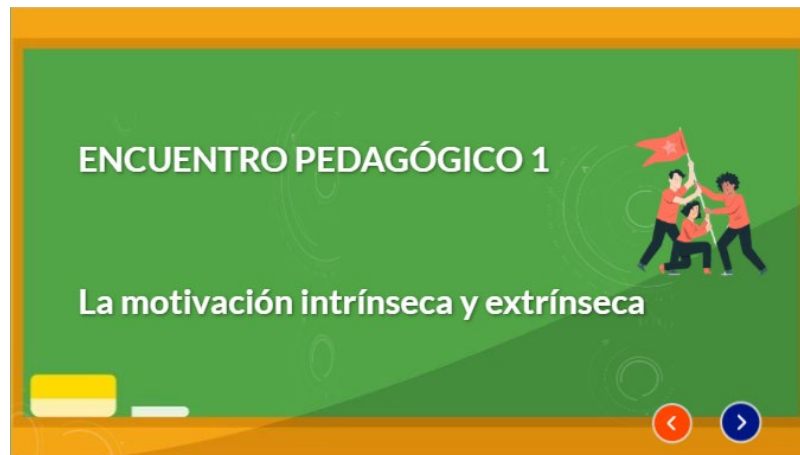 ENCUENTRO PEDAGÓGICO 1
La motivación intrínseca y extrínseca